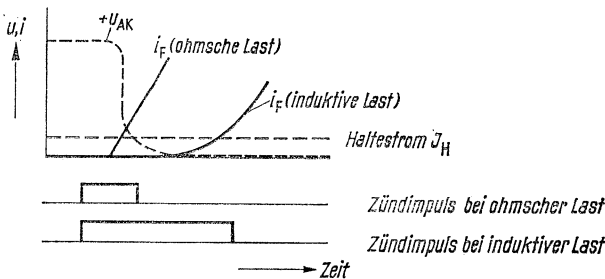 u,i
+u_AK
i_F (ohmsche Last)
i_F (induktive Last)
Haltestrom J_H
Zündimpuls bei ohmscher Last
Zündimpuls bei induktiver Last
Zeit